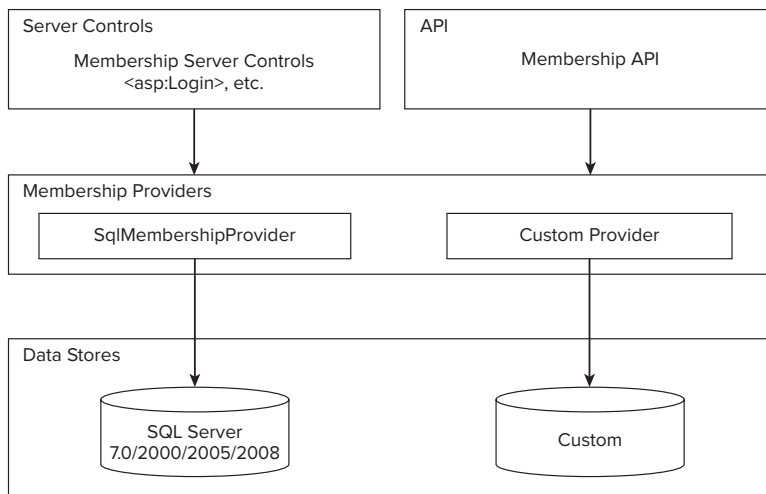 Server Controls
Membership Server Controls
<asp:Login>, etc.
API
Membership API
Membership Providers
SqlMembershipProvider
Custom Provider
Data Stores
SQL Server
7.0/2000/2005/2008
Custom